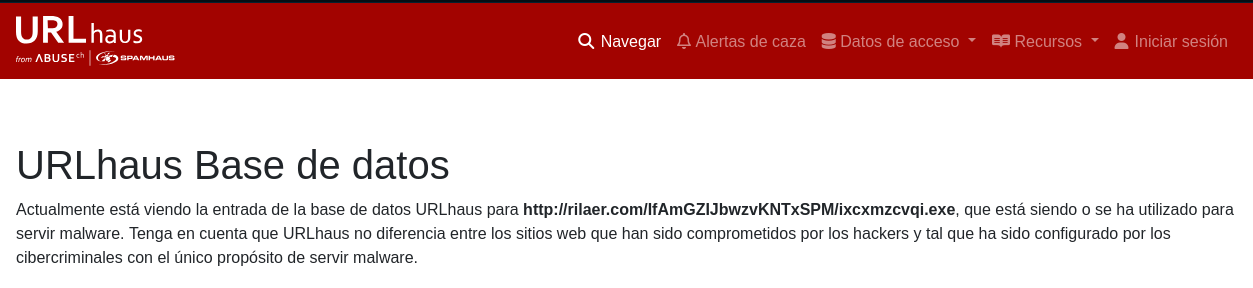 URLhaus
from ABUSE.ch | SPAMHAUS
Navegar Alertas de caza Datos de acceso Recursos Iniciar sesión
URLhaus Base de datos
Actualmente está viendo la entrada de la base de datos URLhaus para http://rilaer.com/IfAmGZIJbwzvKNTxSPM/ixcxmzcvqi.exe, que está siendo o se ha utilizado para
servir malware. Tenga en cuenta que URLhaus no diferencia entre los sitios web que han sido comprometidos por los hackers y tal que ha sido configurado por los
cibercriminales con el único propósito de servir malware.